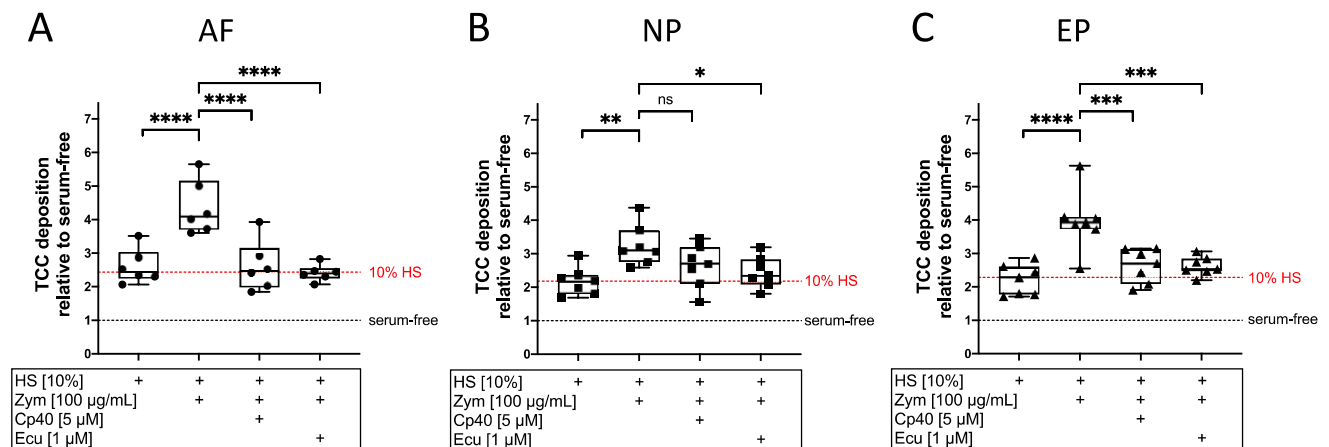 A AF
TCC deposition
relative to serum-free
7
6
5
4
3
2
1
0
****
****
****
10% HS
serum-free
HS [10%] + + + +
Zym [100 µg/mL] + + +
Cp40 [5 µM] +
Ecu [1 µM] +
B NP
TCC deposition
relative to serum-free
7
6
5
4
3
2
1
0
*
ns
**
10% HS
serum-free
HS [10%] + + + +
Zym [100 µg/mL] + + +
Cp40 [5 µM] +
Ecu [1 µM] +
C EP
TCC deposition
relative to serum-free
7
6
5
4
3
2
1
0
***
***
****
10% HS
serum-free
HS [10%] + + + +
Zym [100 µg/mL] + + +
Cp40 [5 µM] +
Ecu [1 µM] +